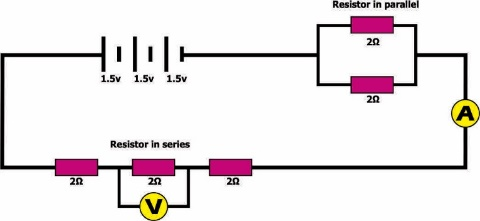 Resistor in parallel
2Ω
1.5v 1.5v 1.5v
2Ω
A
Resistor in series
2Ω 2Ω 2Ω
V